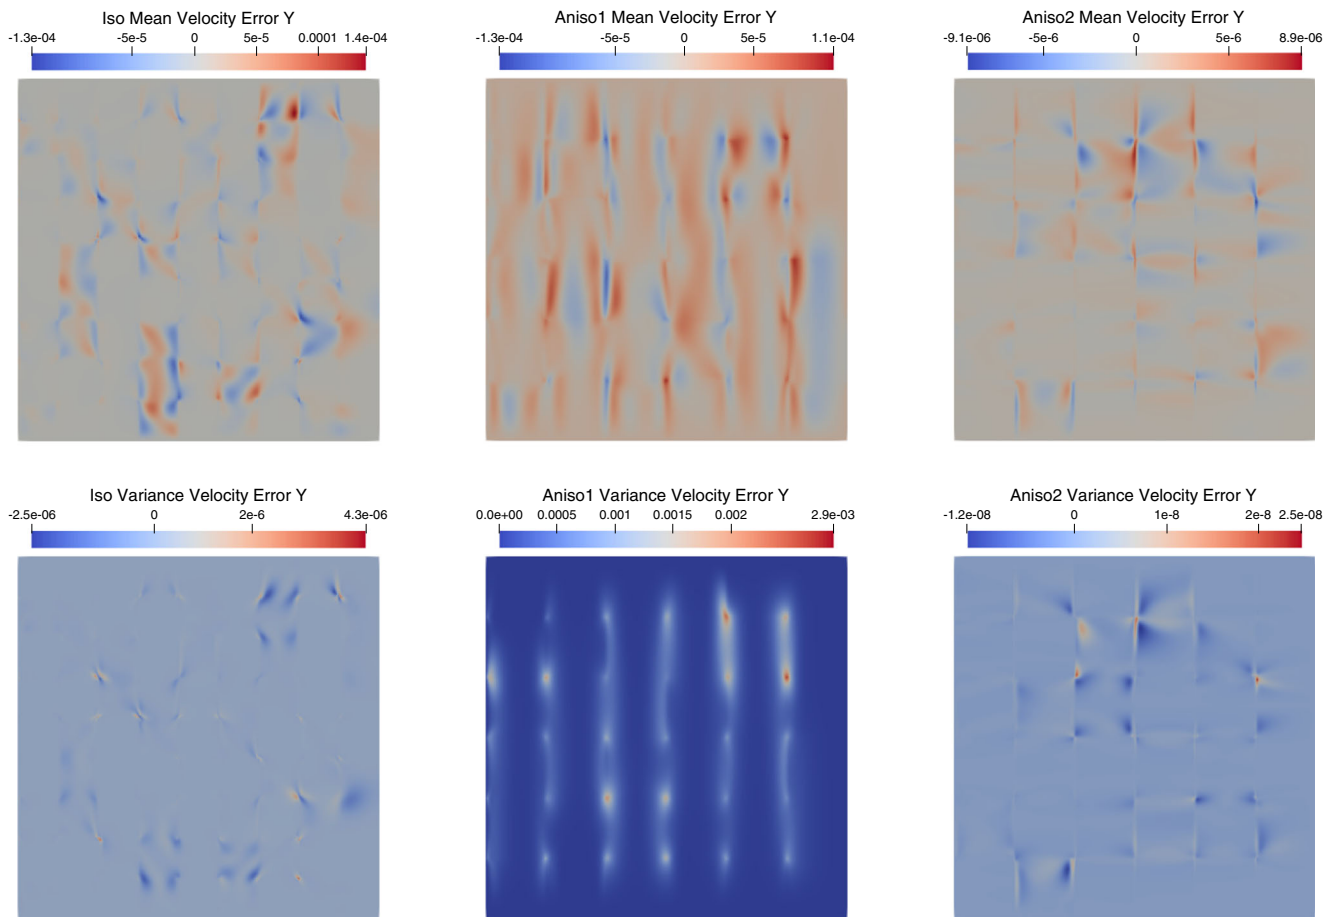 Iso Mean Velocity Error Y
-1.3e-04 -5e-5 0 5e-5 0.0001 1.4e-04
Aniso1 Mean Velocity Error Y
-1.3e-04 -5e-5 0 5e-5 1.1e-04
Aniso2 Mean Velocity Error Y
-9.1e-06 -5e-6 0 5e-6 8.9e-06
Iso Variance Velocity Error Y
-2.5e-06 0 2e-6 4.3e-06
Aniso1 Variance Velocity Error Y
0.0e+00 0.0005 0.001 0.0015 0.002 2.9e-03
Aniso2 Variance Velocity Error Y
-1.2e-08 0 1e-8 2e-8 2.5e-08